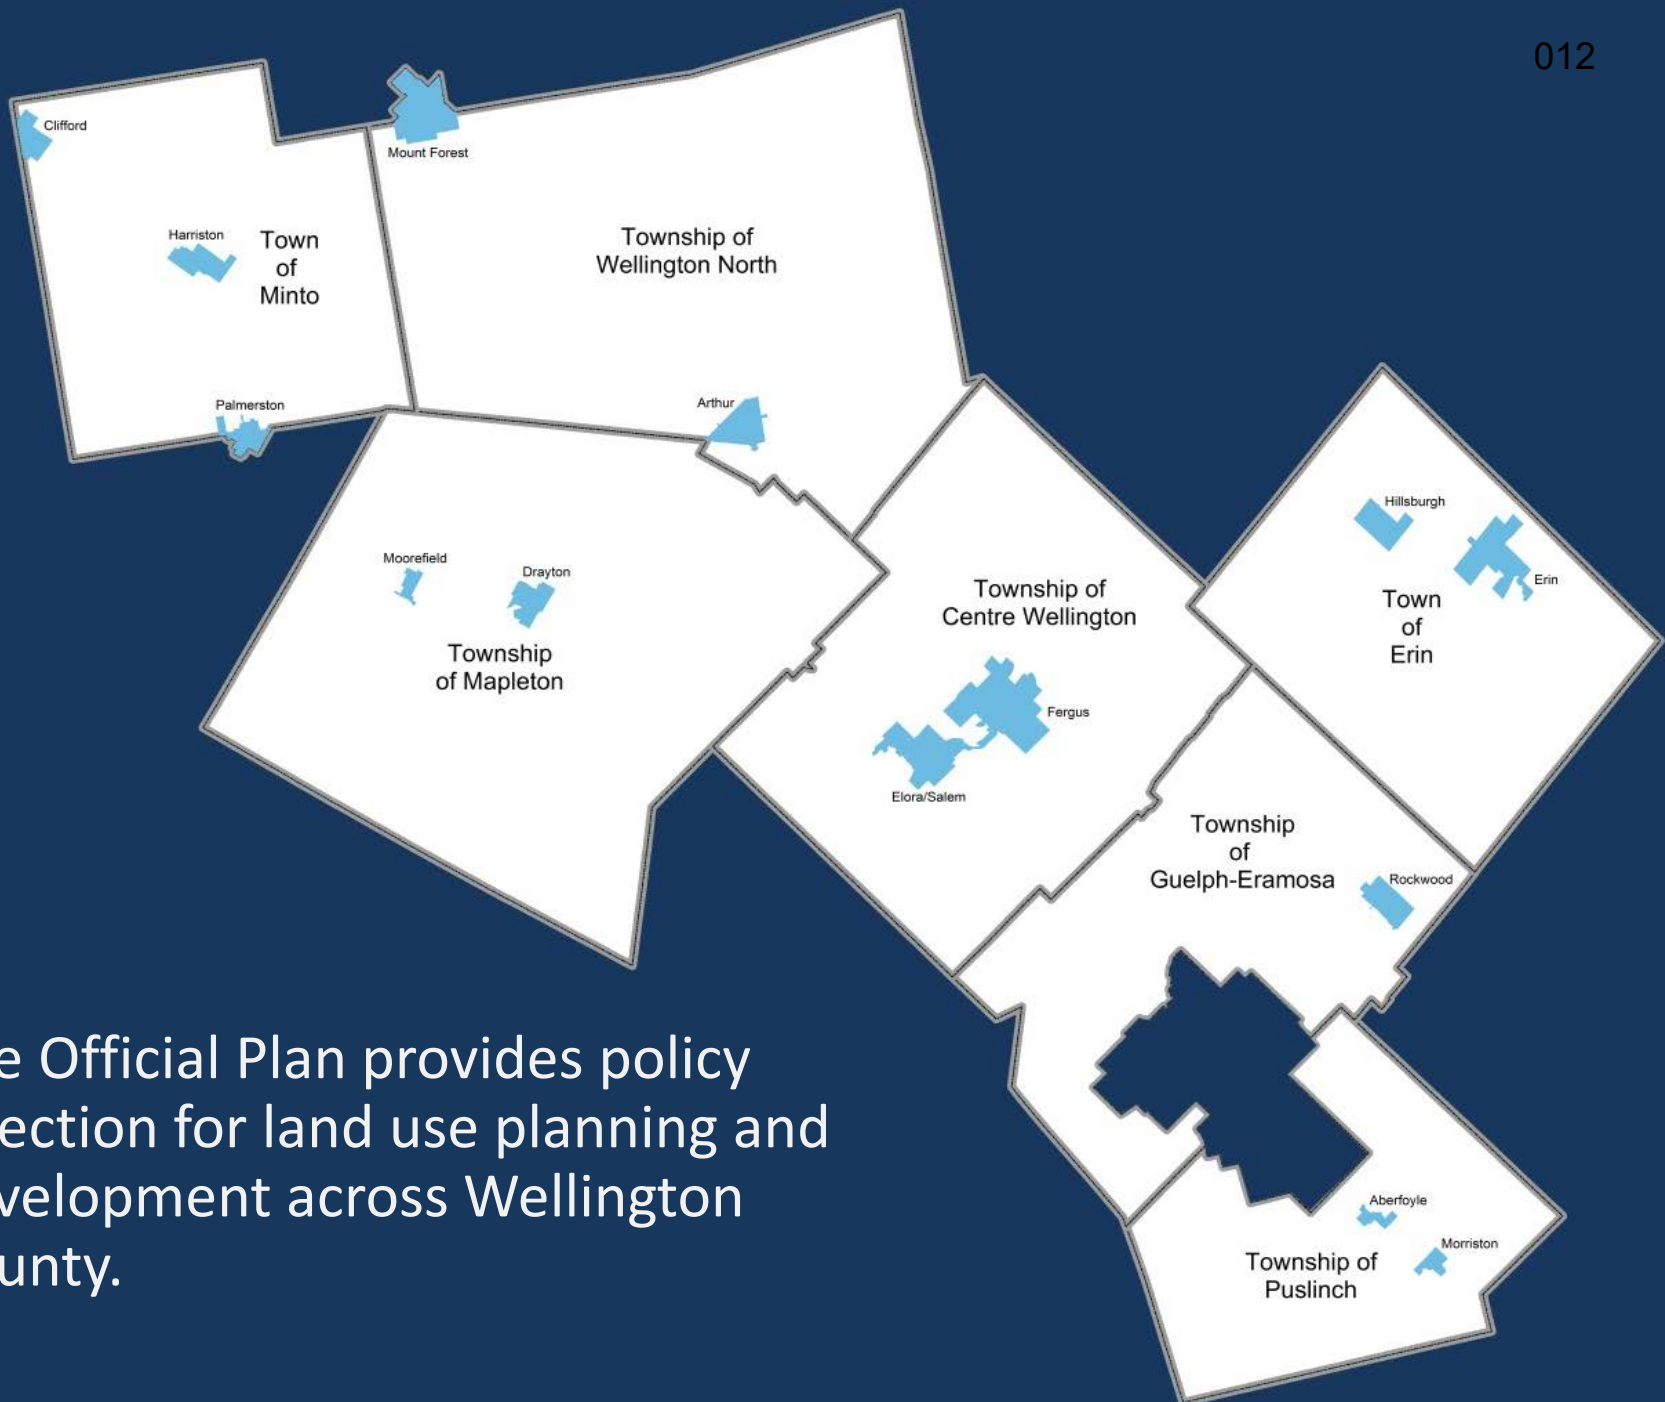 012
Clifford
Mount Forest
Harriston
Town
of
Minto
Township of
Wellington North
Palmerston
Arthur
Hillsburgh
Erin
Moorefield
Drayton
Township of
Centre Wellington
Town
of
Erin
Township
of Mapleton
Fergus
Elora/Salem
Township
of
Guelph-Eramosa
Rockwood
e Official Plan provides policy
ection for land use planning and
velopment across Wellington
unty.
Aberfoyle
Morriston
Township of
Puslinch